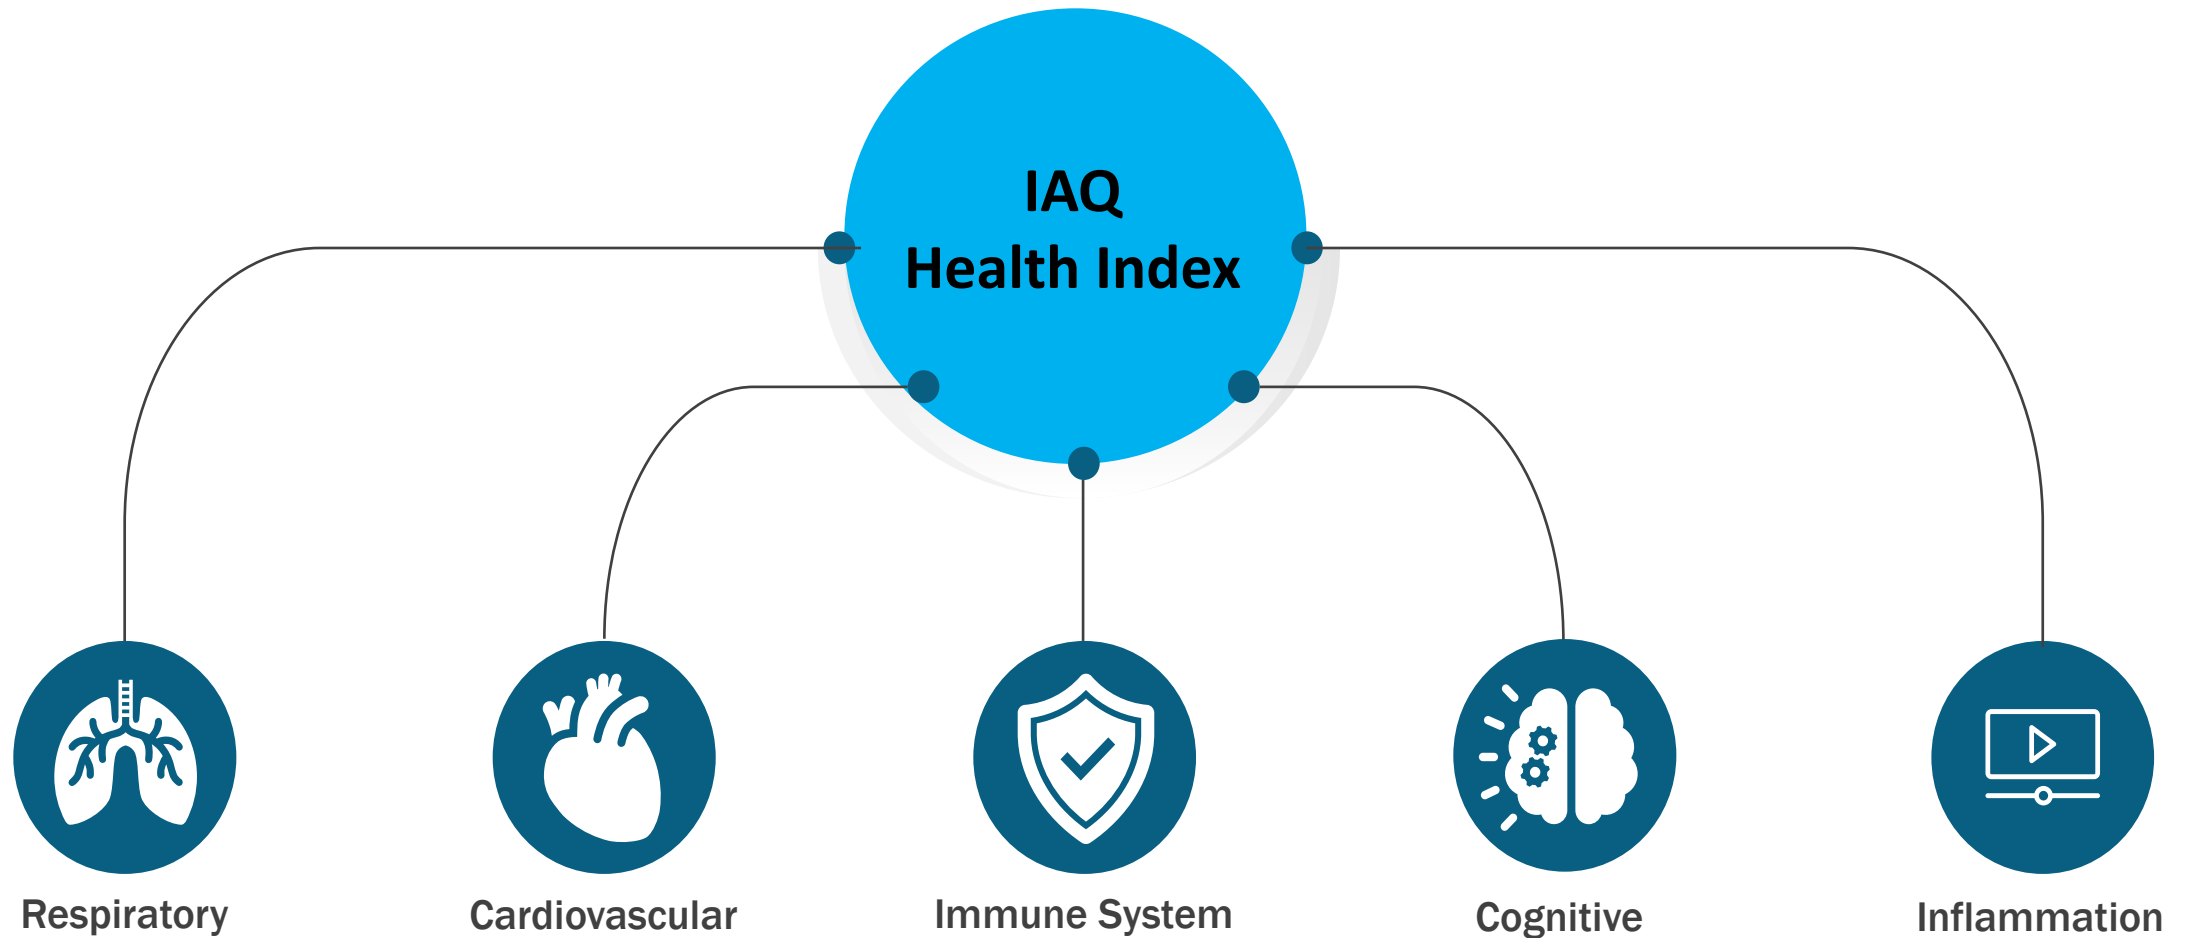 IAQ
Health Index
Respiratory
Cardiovascular
Immune System
Cognitive
Inflammation